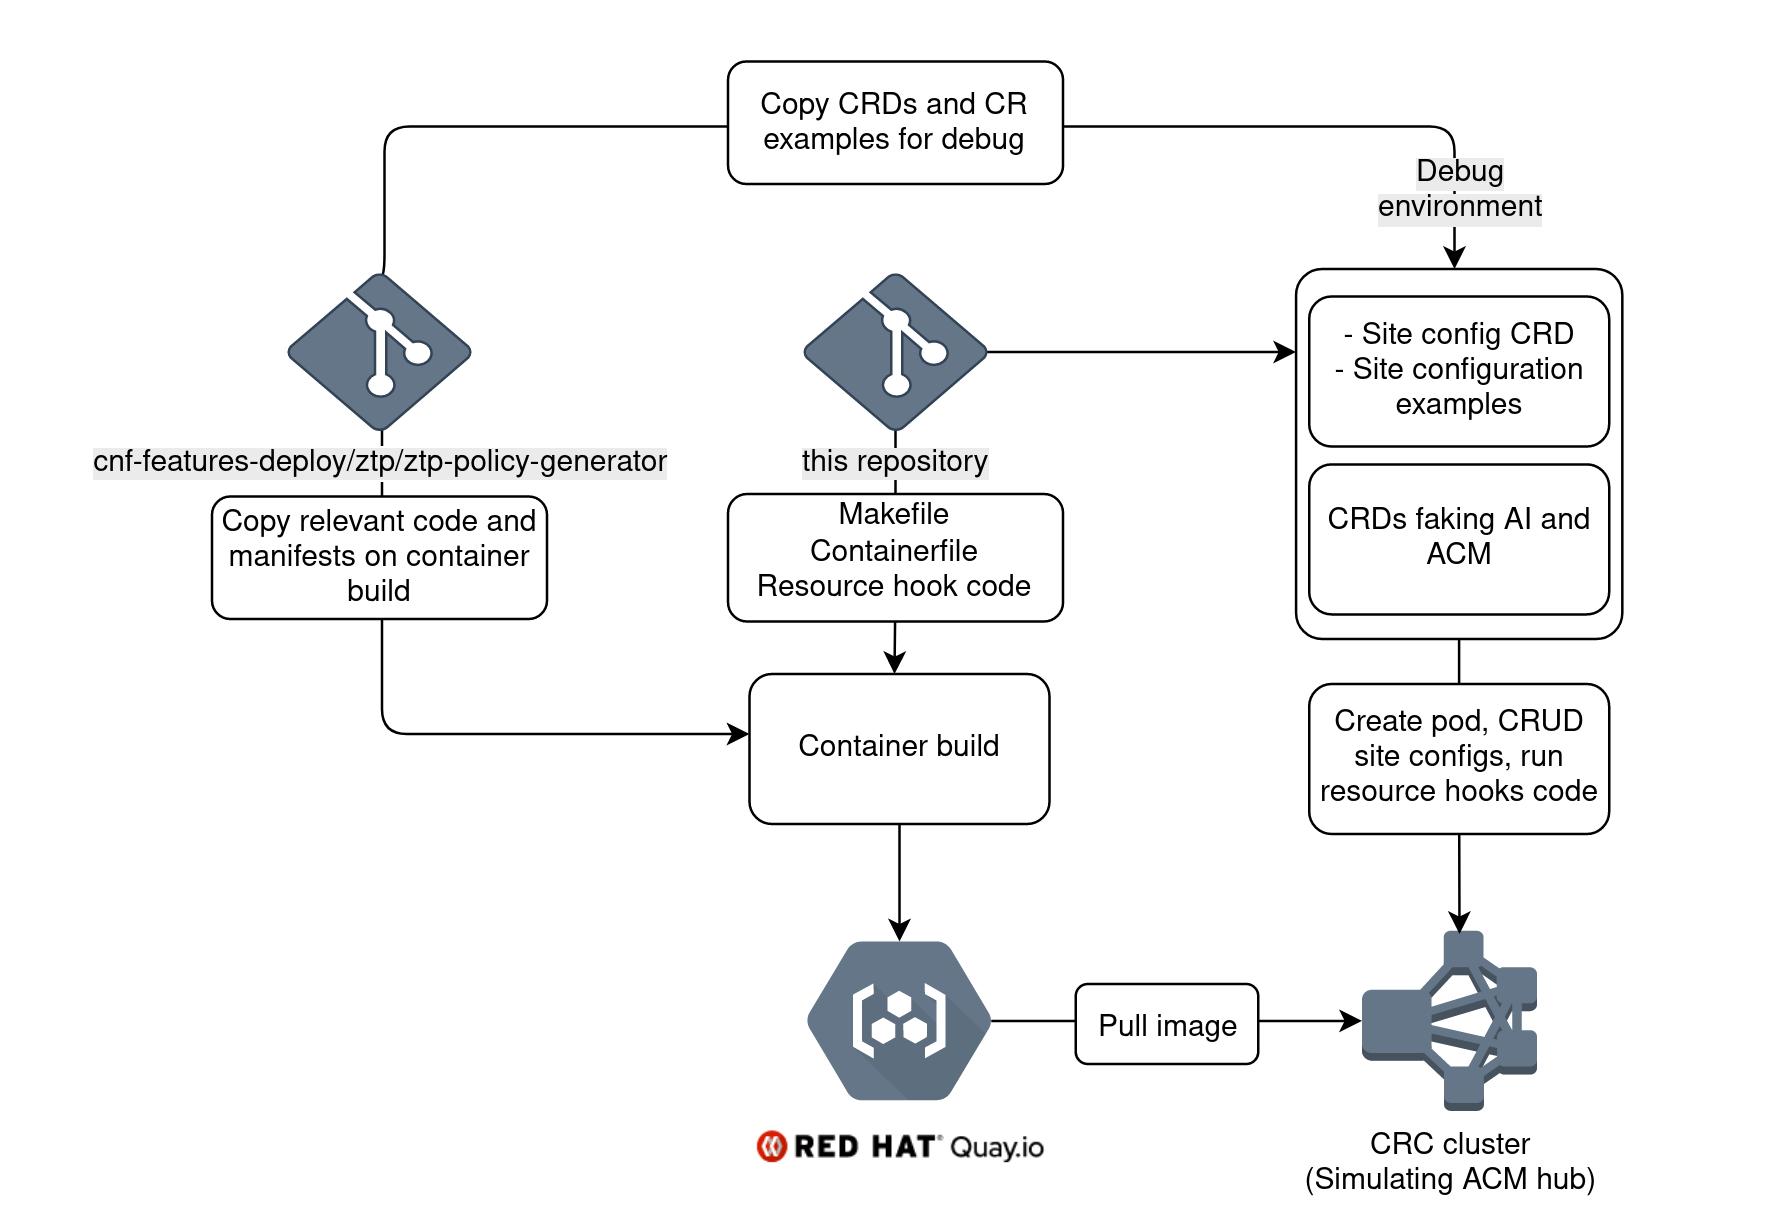 Copy CRDs and CR
examples for debug
Debug
environment
- Site config CRD
- Site configuration
examples
cnf-features-deploy/ztp/ztp-policy-generator
this repository
Copy relevant code and
manifests on container
build
Makefile
Containerfile
Resource hook code
CRDs faking AI and
ACM
Container build
Create pod, CRUD
site configs, run
resource hooks code
Pull image
RED HAT® Quay.io
CRC cluster
(Simulating ACM hub)